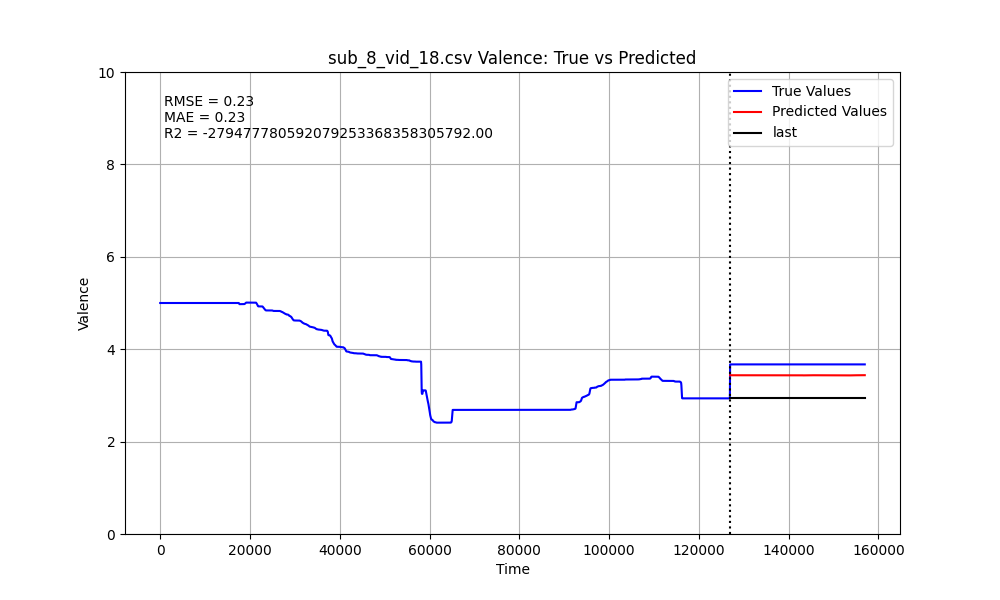 sub_8_vid_18.csv Valence: True vs Predicted
RMSE = 0.23
MAE = 0.23
R2 = -279477780592079253368358305792.00
True Values
Predicted Values
last
Valence
10
8
6
4
2
0
0 20000 40000 60000 80000 100000 120000 140000 160000
Time